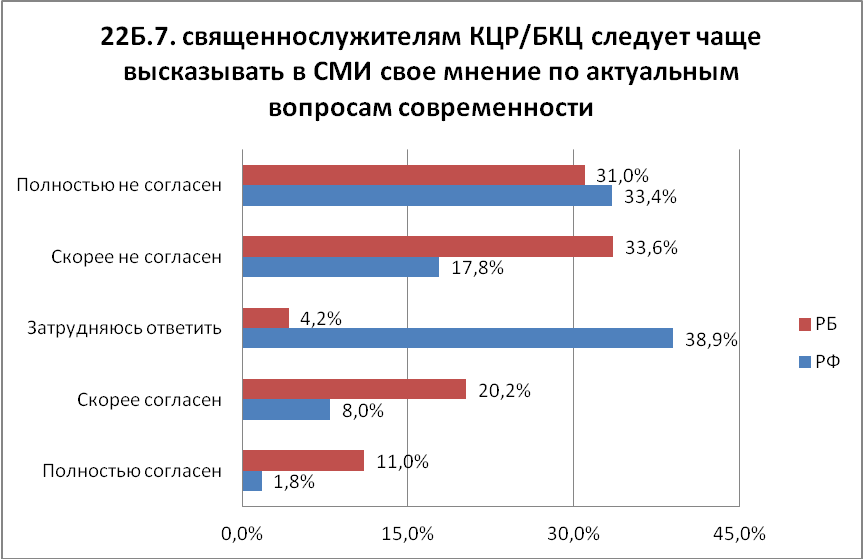 22Б.7. священнослужителям КЦР/БКЦ следует чаще
высказывать в СМИ свое мнение по актуальным
вопросам современности
Полностью не согласен
31,0%
33,4%
Скорее не согласен
33,6%
17,8%
Затрудняюсь ответить
4,2%
38,9%
Скорее согласен
20,2%
8,0%
Полностью согласен
11,0%
1,8%
РБ
РФ
0,0% 15,0% 30,0% 45,0%